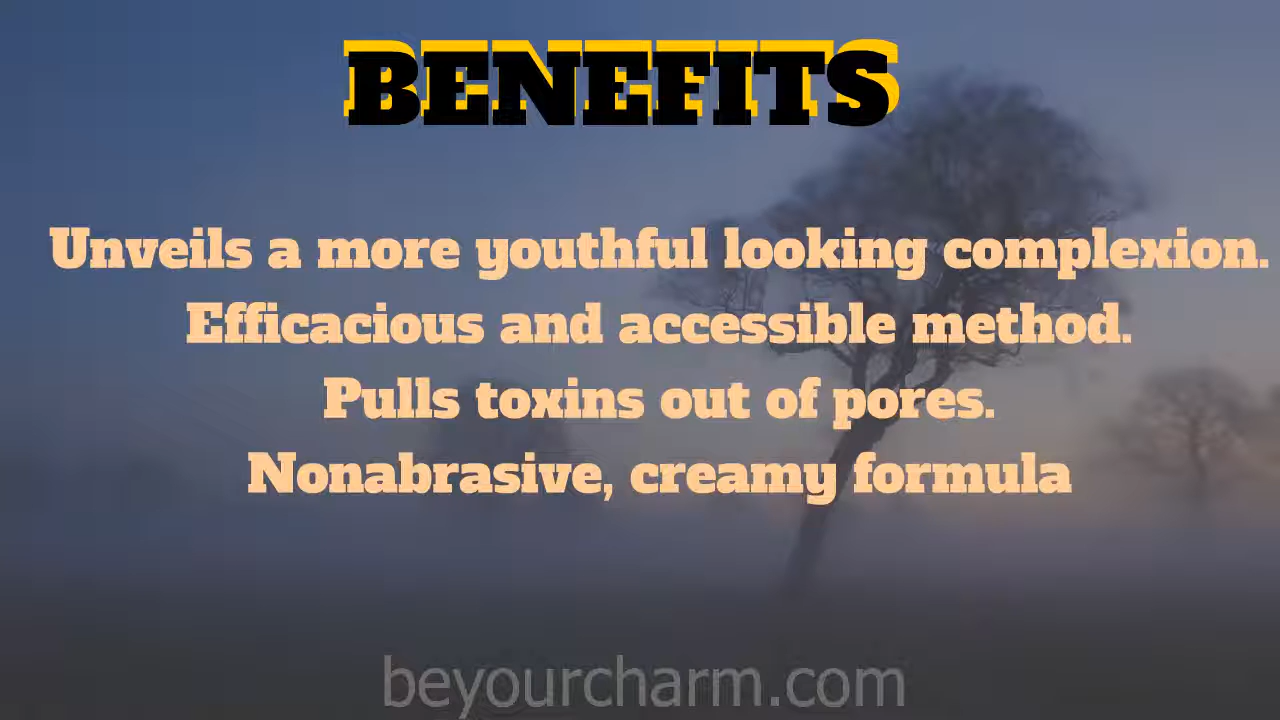 BENEFITS
Unveils a more youthful looking complexion.
Efficacious and accessible method.
Pulls toxins out of pores.
Nonabrasive, creamy formula
beyourcharm.com